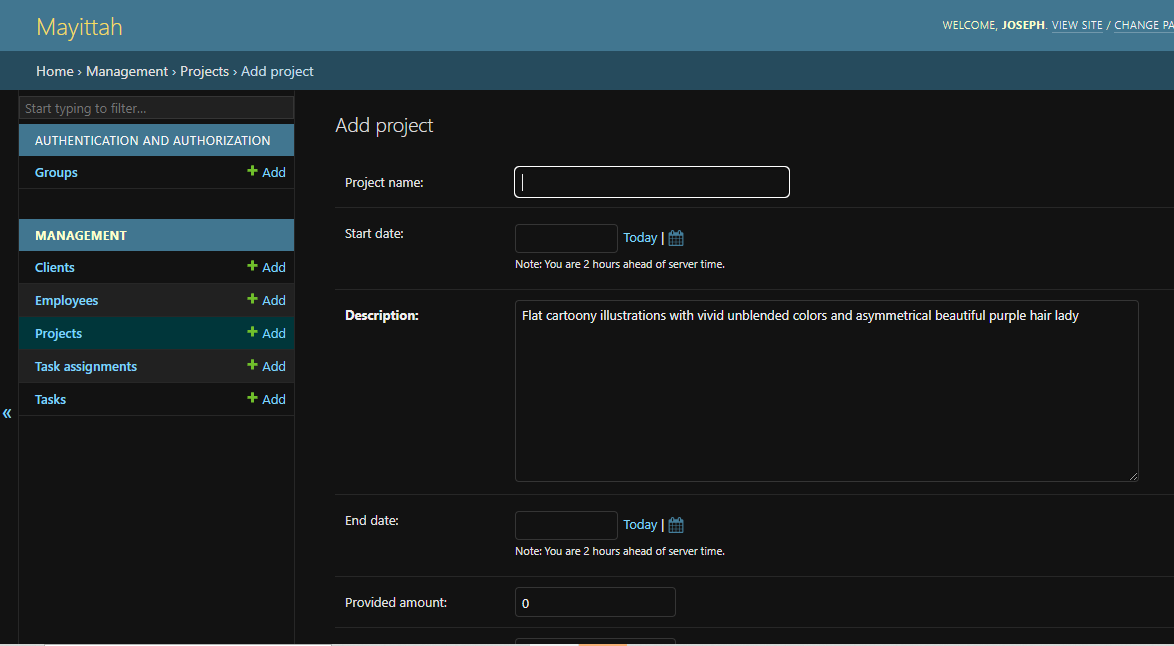 Mayittah
WELCOME, JOSEPH. VIEW SITE / CHANGE PA
Home › Management › Projects › Add project
Start typing to filter...
AUTHENTICATION AND AUTHORIZATION
Groups + Add
MANAGEMENT
Clients + Add
Employees + Add
Projects + Add
Task assignments + Add
Tasks + Add
«
Add project
Project name:
Start date: Today |
Note: You are 2 hours ahead of server time.
Description: Flat cartoony illustrations with vivid unblended colors and asymmetrical beautiful purple hair lady
End date: Today |
Note: You are 2 hours ahead of server time.
Provided amount: 0